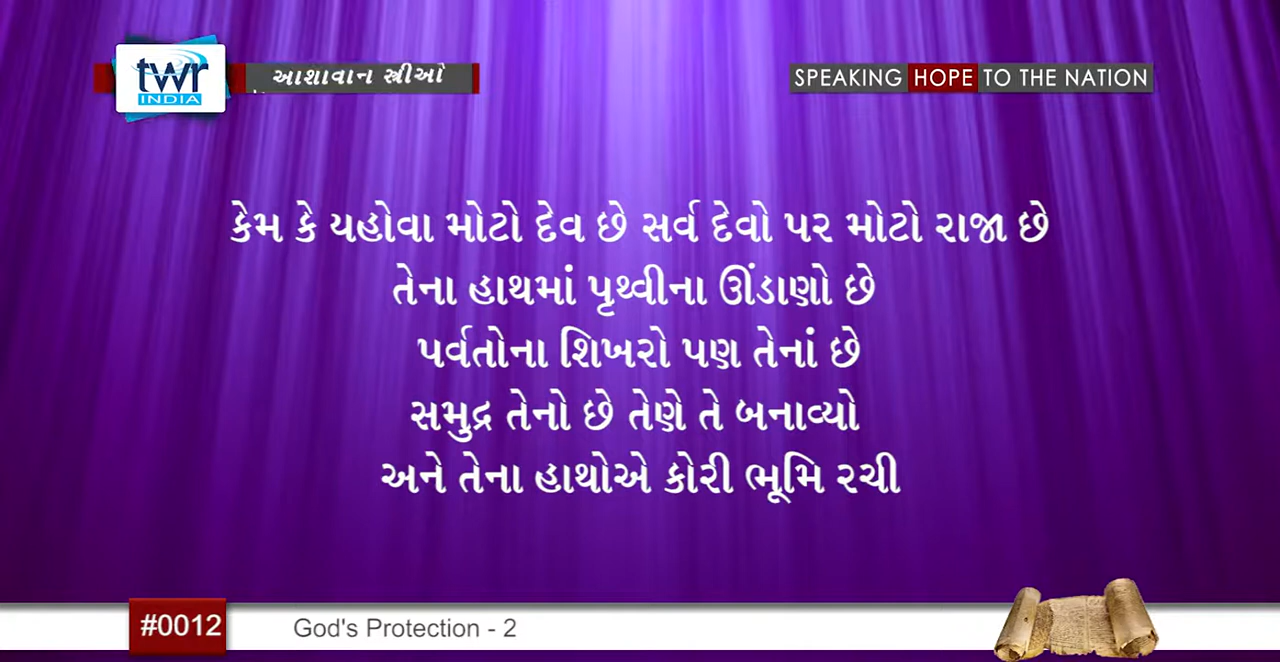 twr
INDIA
આશાવાન સ્ત્રીઓ
SPEAKING HOPE TO THE NATION
કેમ કે યહોવા મોટો દેવ છે સર્વ દેવો પર મોટો રાજા છે
તેના હાથમાં પૃથ્વીના ઊંડાણો છે
પર્વતોના શિખરો પણ તેનાં છે
સમુદ્ર તેનો છે તેણે તે બનાવ્યો
અને તેના હાથોએ કોરી ભૂમિ રચી
#0012
God's Protection - 2